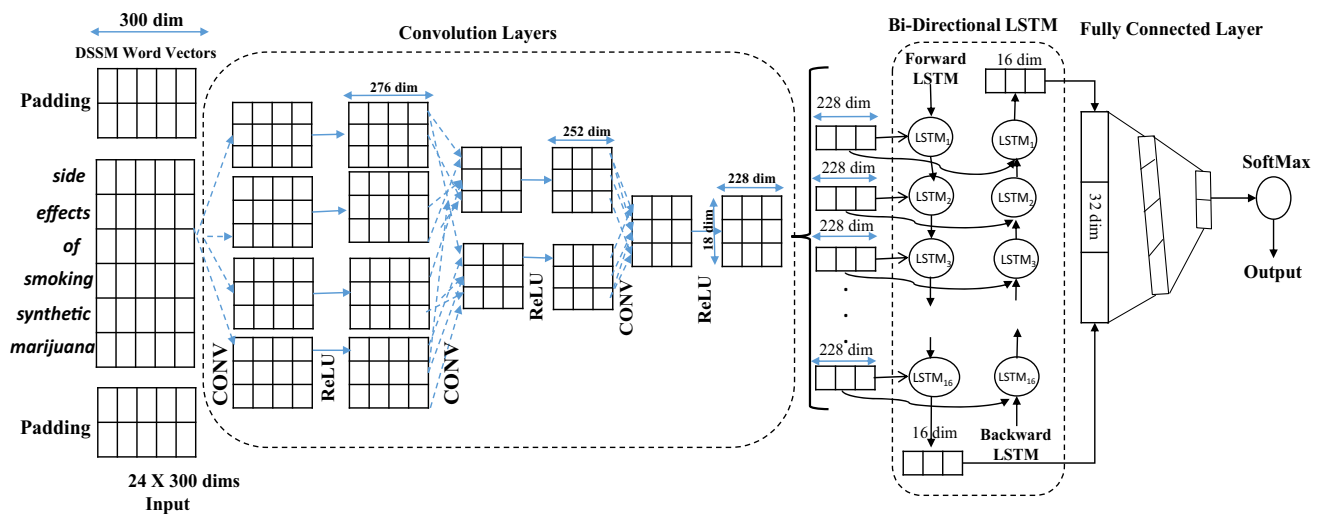 300 dim
DSSM Word Vectors
Padding
side
effects
of
smoking
synthetic
marijuana
Padding
24 X 300 dims
Input
Convolution Layers
CONV
ReLU
276 dim
CONV
ReLU
252 dim
CONV
ReLU
228 dim
18 dim
228 dim
228 dim
228 dim
.
.
.
228 dim
Bi-Directional LSTM
Forward
LSTM
16 dim
LSTM1
LSTM1
LSTM2
LSTM2
LSTM3
LSTM3
LSTM16
LSTM16
16 dim
Backward
LSTM
Fully Connected Layer
32 dim
SoftMax
Output